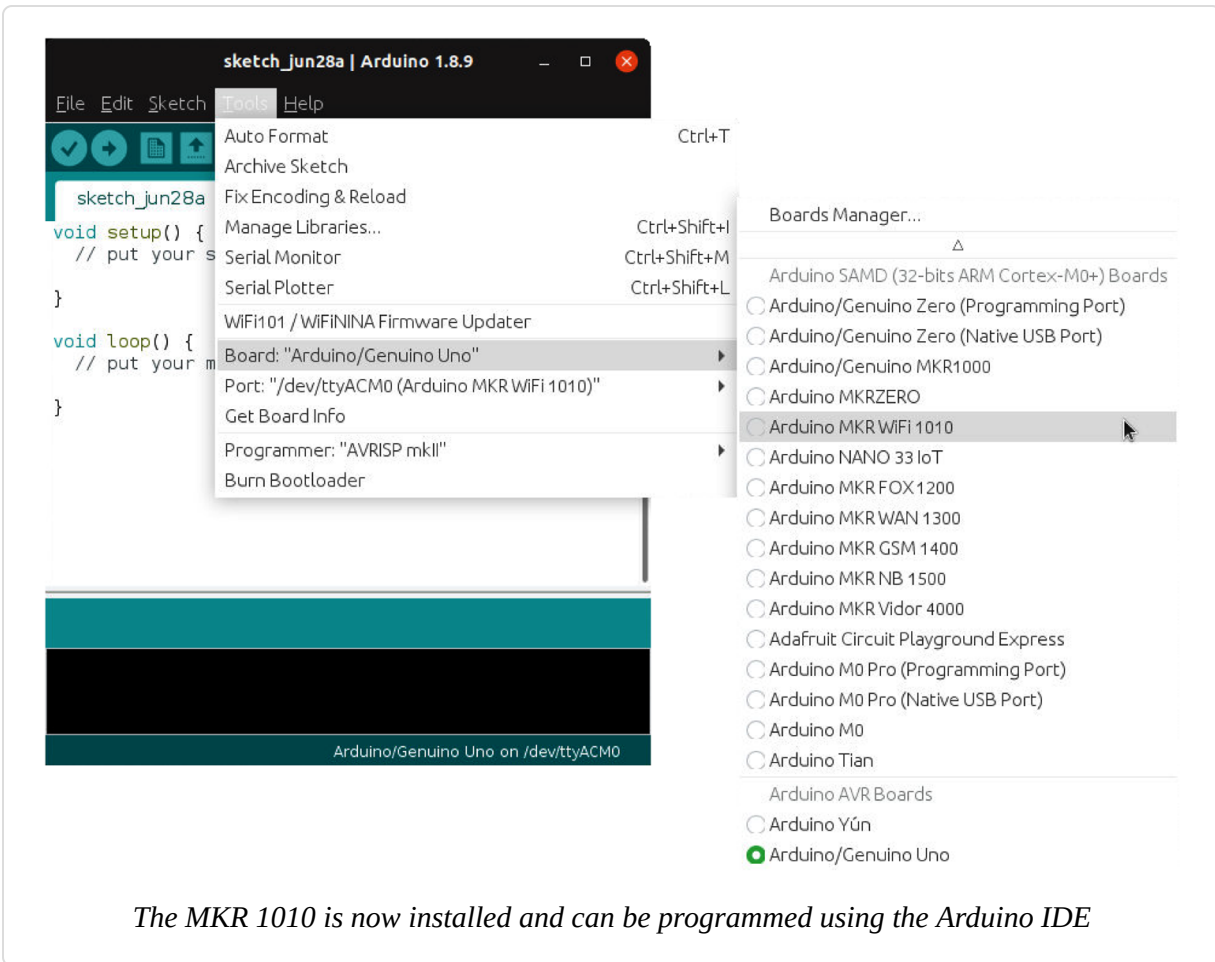 sketch_jun28a | Arduino 1.8.9
File Edit Sketch Tools Help
sketch_jun28a
void setup() {
// put your s
}
void loop() {
// put your m
}
Auto Format Ctrl+T
Archive Sketch
Fix Encoding & Reload
Manage Libraries... Ctrl+Shift+I
Serial Monitor Ctrl+Shift+M
Serial Plotter Ctrl+Shift+L
WiFi101 / WiFiNINA Firmware Updater
Board: "Arduino/Genuino Uno"
Port: "/dev/ttyACM0 (Arduino MKR WiFi 1010)"
Get Board Info
Programmer: "AVRISP mkII"
Burn Bootloader
Boards Manager...
Arduino SAMD (32-bits ARM Cortex-M0+) Boards
Arduino/Genuino Zero (Programming Port)
Arduino/Genuino Zero (Native USB Port)
Arduino/Genuino MKR1000
Arduino MKRZERO
Arduino MKR WiFi 1010
Arduino NANO 33 IoT
Arduino MKR FOX 1200
Arduino MKR WAN 1300
Arduino MKR GSM 1400
Arduino MKR NB 1500
Arduino MKR Vidor 4000
Adafruit Circuit Playground Express
Arduino M0 Pro (Programming Port)
Arduino M0 Pro (Native USB Port)
Arduino M0
Arduino Tian
Arduino AVR Boards
Arduino Yún
Arduino/Genuino Uno
Arduino/Genuino Uno on /dev/ttyACM0
The MKR 1010 is now installed and can be programmed using the Arduino IDE